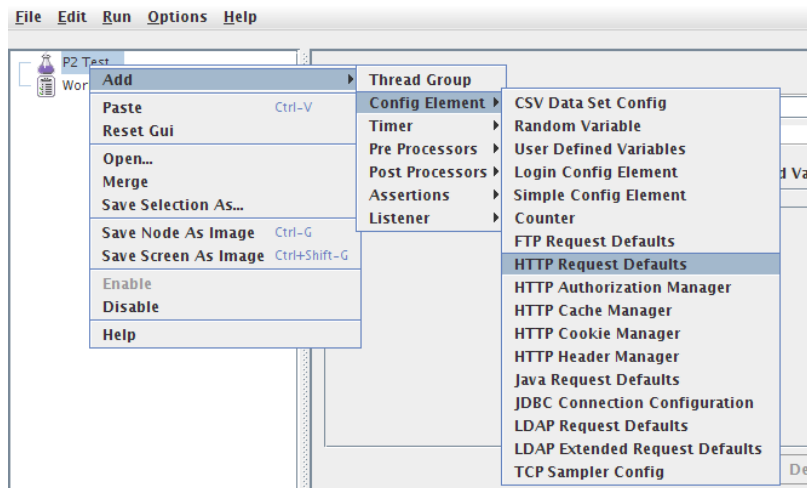 File Edit Run Options Help
P2 Test
Wor
Add
Paste Ctrl-V
Reset Gui
Open...
Merge
Save Selection As...
Save Node As Image Ctrl-G
Save Screen As Image Ctrl+Shift-G
Enable
Disable
Help
Thread Group
Config Element
Timer
Pre Processors
Post Processors
Assertions
Listener
CSV Data Set Config
Random Variable
User Defined Variables
Login Config Element
Simple Config Element
Counter
FTP Request Defaults
HTTP Request Defaults
HTTP Authorization Manager
HTTP Cache Manager
HTTP Cookie Manager
HTTP Header Manager
Java Request Defaults
JDBC Connection Configuration
LDAP Request Defaults
LDAP Extended Request Defaults
TCP Sampler Config
d Va
De